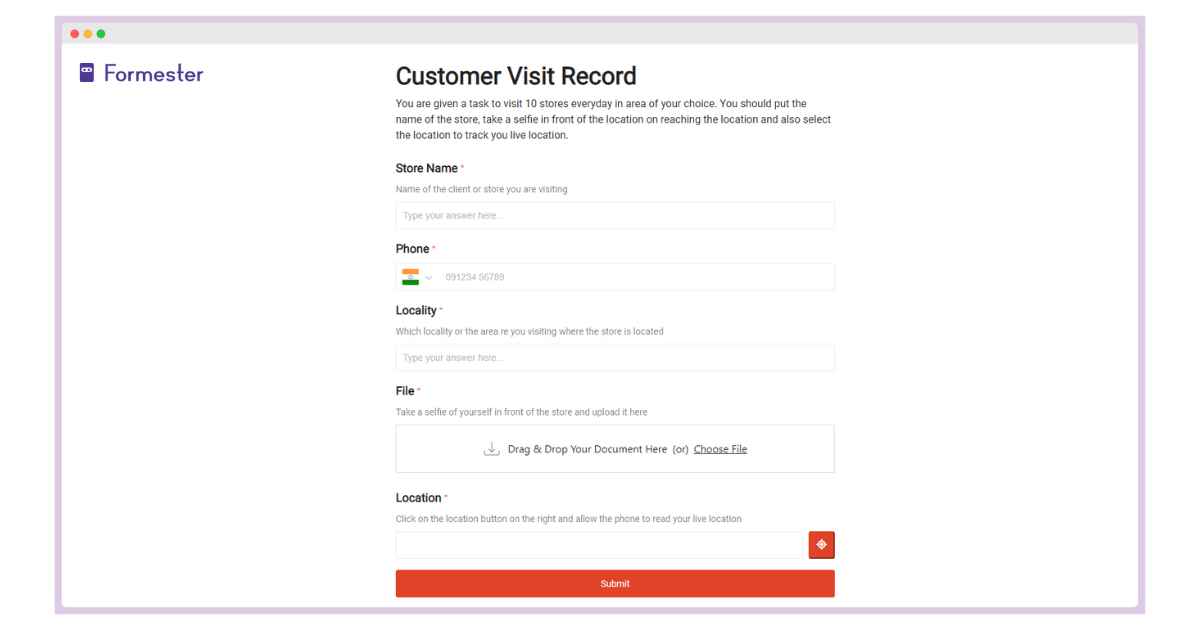 Formester
Customer Visit Record
You are given a task to visit 10 stores everyday in area of your choice. You should put the
name of the store, take a selfie in front of the location on reaching the location and also select
the location to track you live location.
Store Name *
Name of the client or store you are visiting
Type your answer here...
Phone *
091234 56789
Locality *
Which locality or the area re you visiting where the store is located
Type your answer here...
File *
Take a selfie of yourself in front of the store and upload it here
Drag & Drop Your Document Here (or) Choose File
Location *
Click on the location button on the right and allow the phone to read your live location
Submit